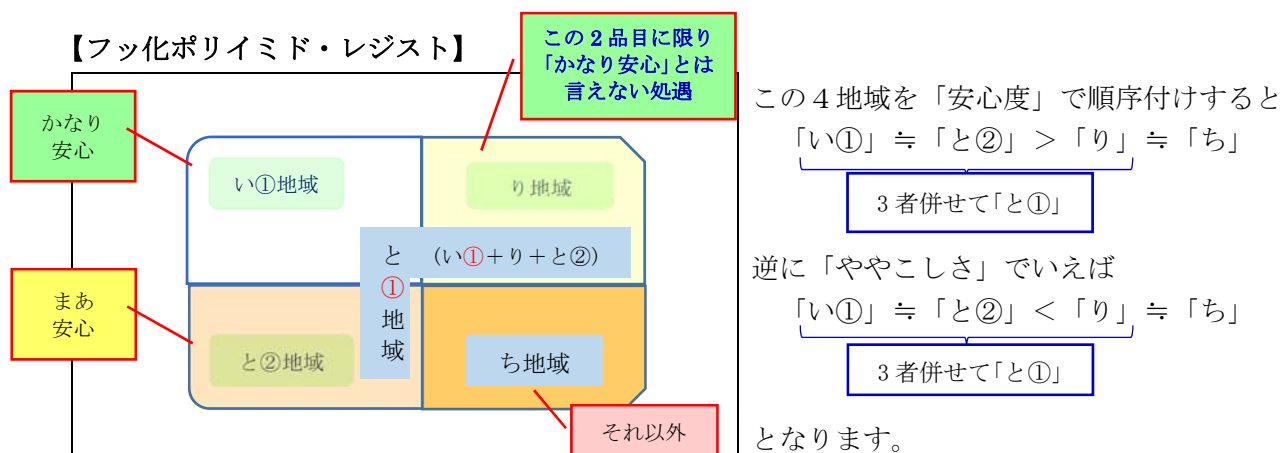 【フッ化ポリイミド・レジスト】
この２品目に限り
「かなり安心」とは
言えない処遇
かなり
安心
い①地域
り地域
と①地域
(い①＋り＋と②)
まあ
安心
と②地域
ち地域
それ以外
この４地域を「安心度」で順序付けすると
「い①」≒「と②」＞「り」≒「ち」
３者併せて「と①」
逆に「ややこしさ」でいえば
「い①」≒「と②」＜「り」≒「ち」
３者併せて「と①」
となります。